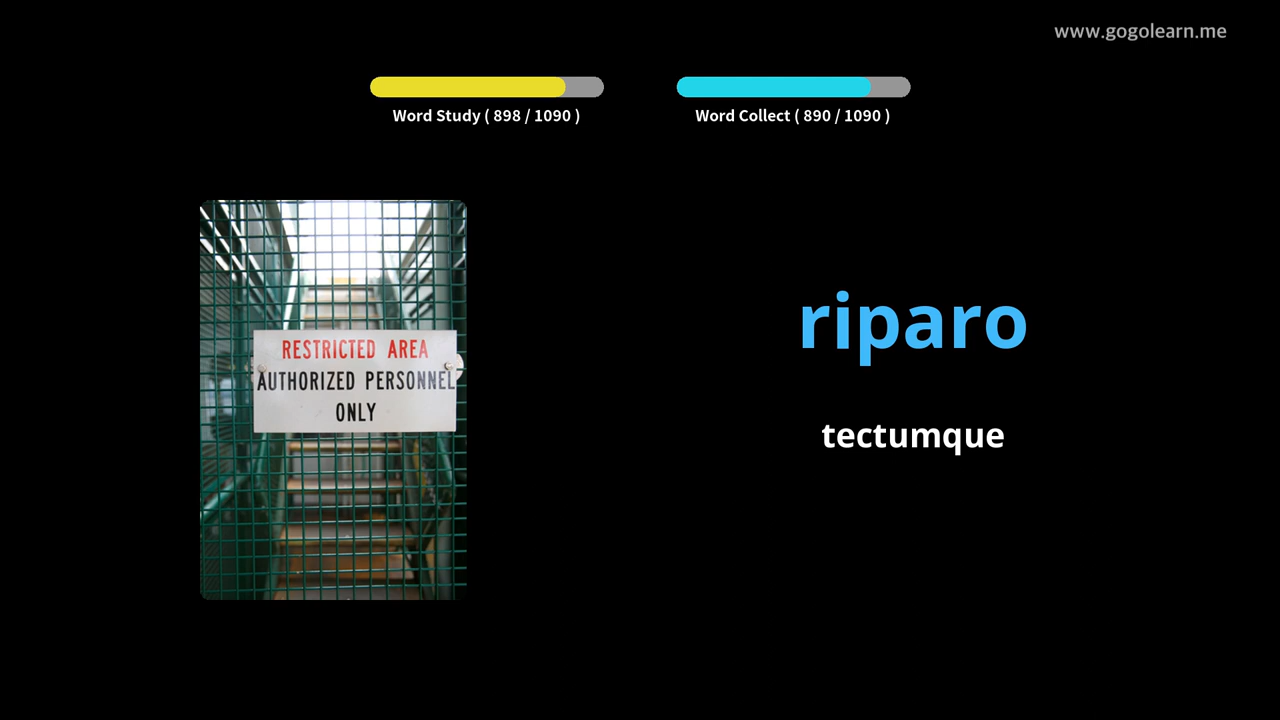 www.gogolearn.me
Word Study ( 898 / 1090 )
Word Collect ( 890 / 1090 )
RESTRICTED AREA
AUTHORIZED PERSONNEL
ONLY
riparo
tectumque